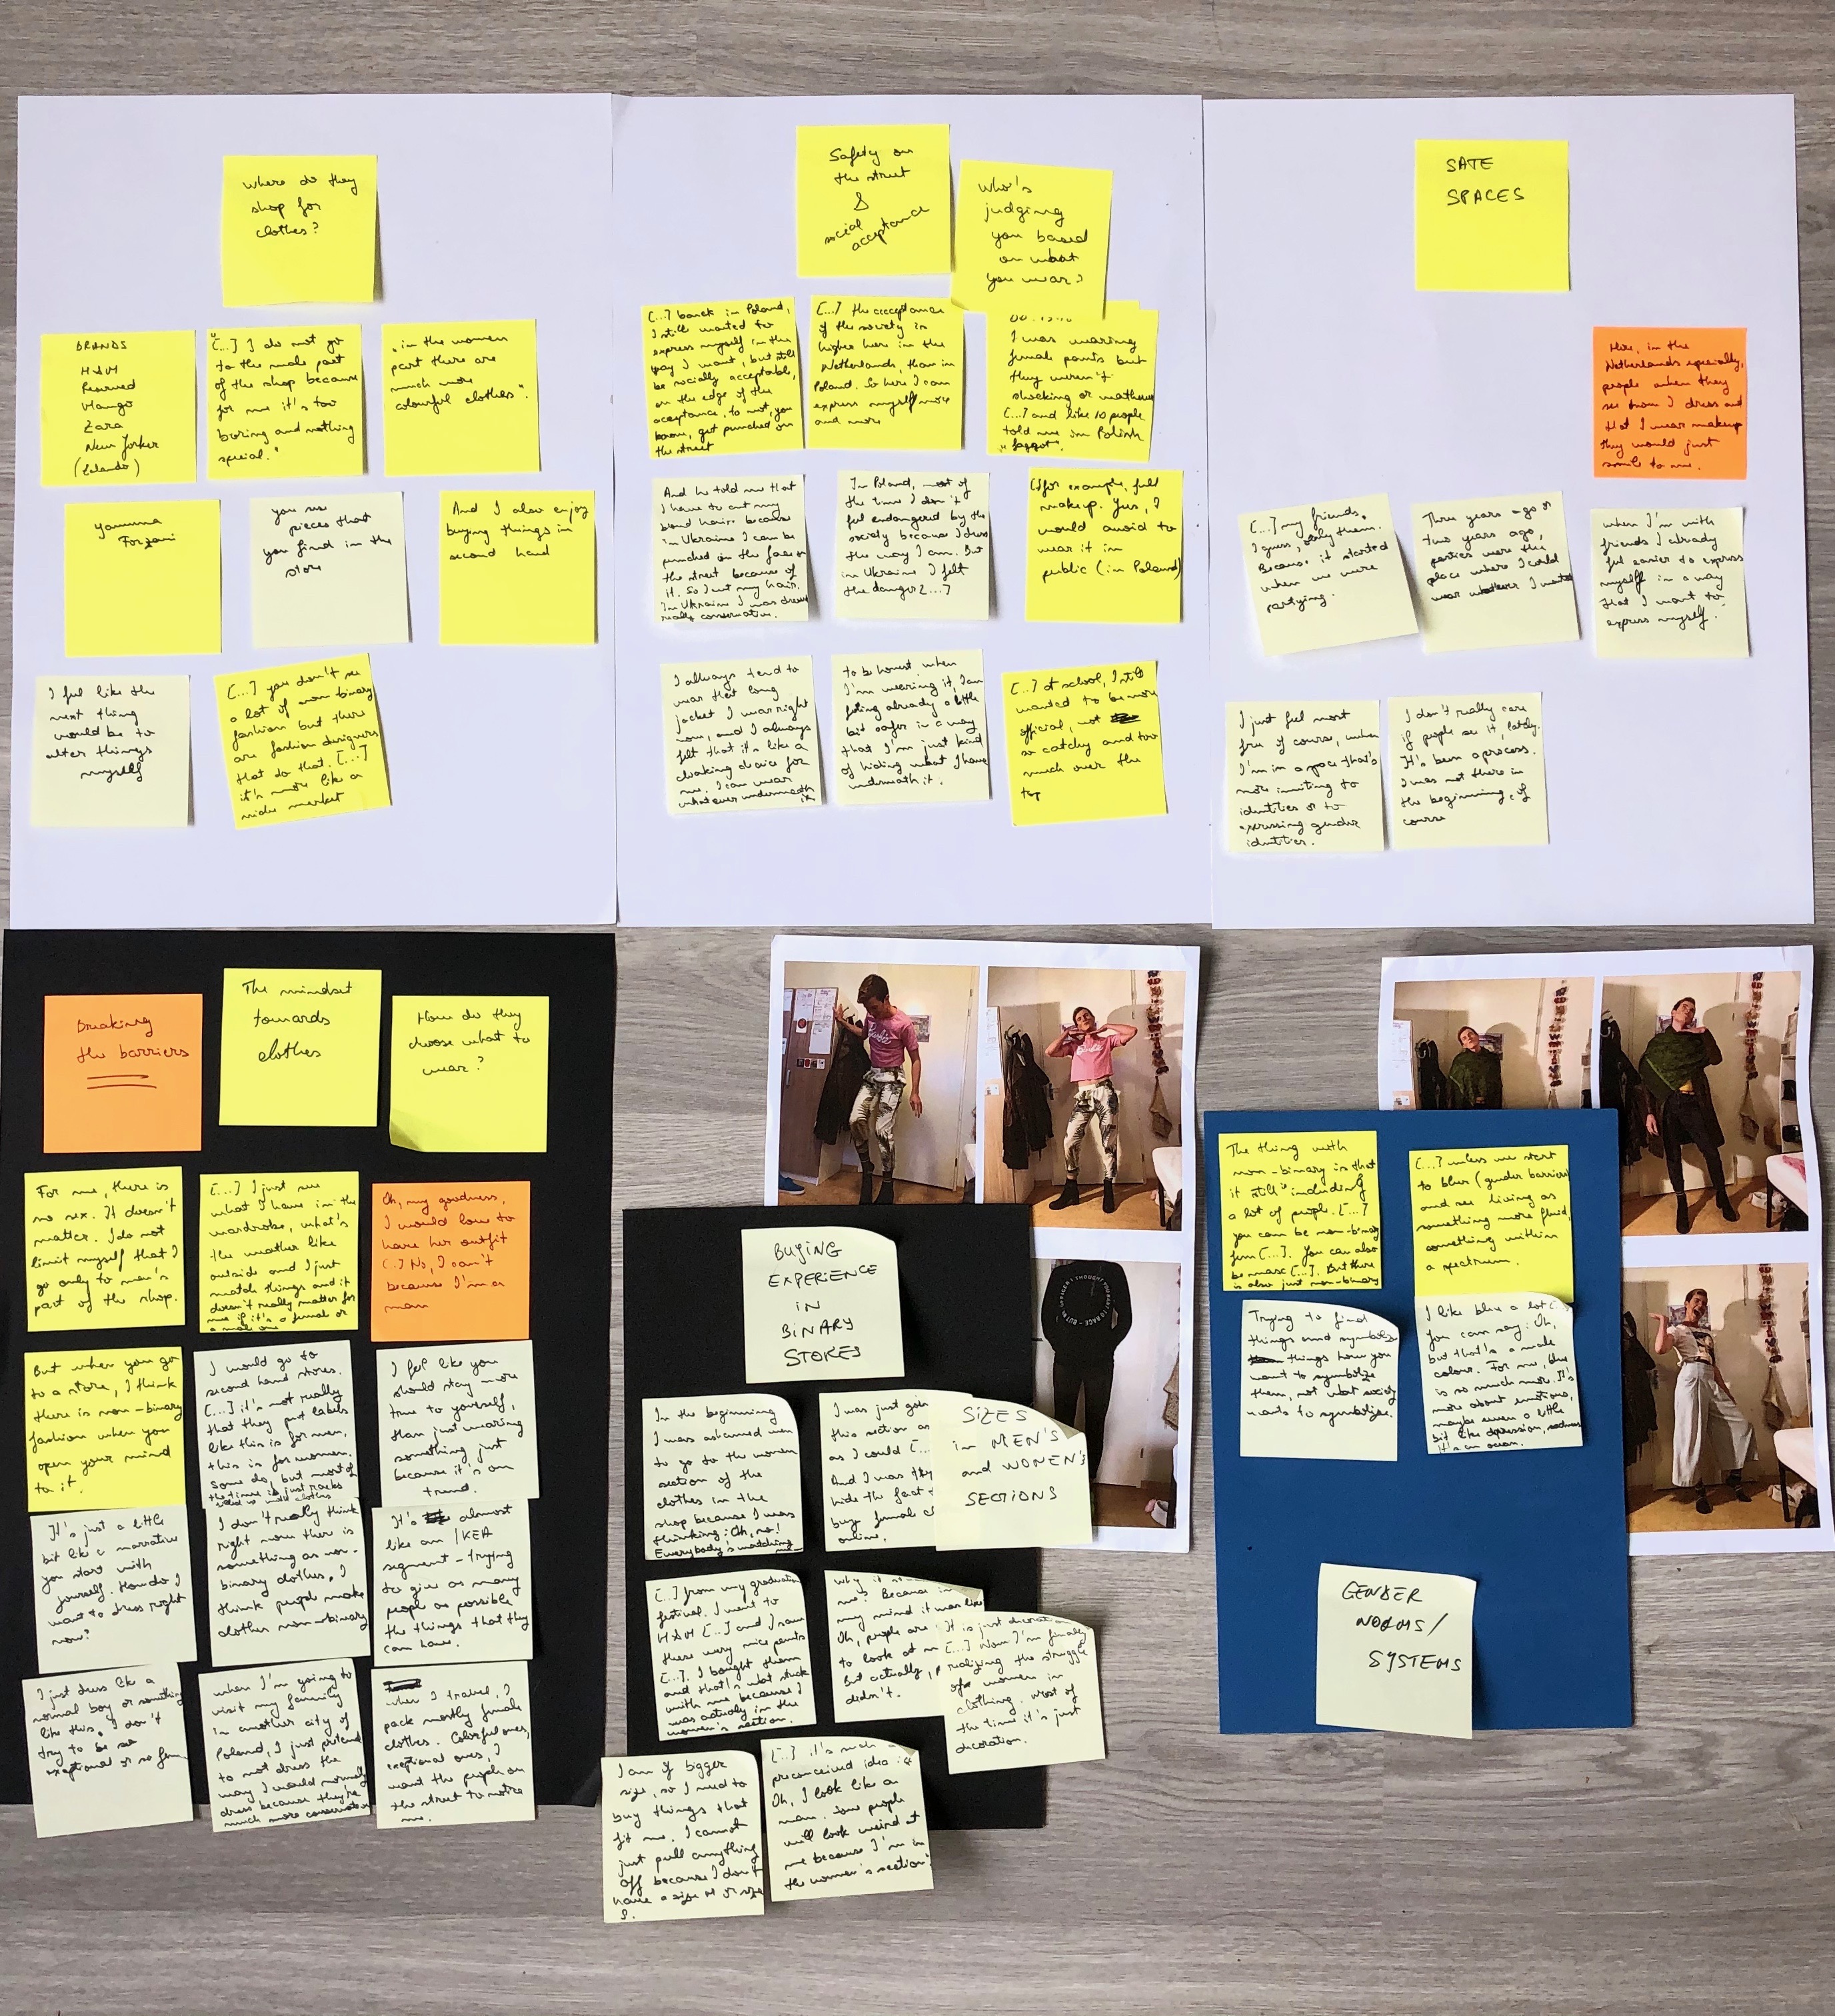 where do they
shop for
clothes?
BRANDS
H&M
Reserved
Mango
Zara
New Yorker
(Zalando)
"[...] I do not go
to the male part
of the shop because
for me it's too
boring and nothing
special."
"in the women
part there are
much more
colourful clothes".
Yamuna
Forzani
you see
pieces that
you find in the
store
And I also enjoy
buying things in
second hand
I feel like the
next thing
would be to
alter things
myself
[...] you don't see
a lot of non-binary
fashion but there
are fashion designers
that do that. [...]
it's more like a
niche market
Safety on
the street
&
social
acceptance
Who's
judging
you based
on what
you wear?
[...] back in Poland,
I still wanted to
express myself in the
way I want, but still
be socially acceptable,
on the edge of the
acceptance, to not, you
know, get punched on
the street
[...] the acceptance
of the society is
higher here in the
Netherlands, than in
Poland. So here I can
express myself more
and more
I was wearing
female pants but
they weren't
shocking or whatever
[...] and like 10 people
told me in Polish
"faggot".
And he told me that
I have to cut my
blond hair. because
in Ukraine I can be
punched in the face on
the street because of
it. So I cut my hair.
In Ukraine I was dressed
really conservative.
In Poland, most of
the time I don't
feel endangered by the
society because I dress
the way I am. But
in Ukraine I felt
the danger [...]
for example, full
makeup. Yes, I
would avoid to
wear it in
public (in Poland)
I always tend to
wear that long
jacket I wear right
now, and I always
felt that it's like a
cloaking device for
me. I can wear
whatever underneath
it.
to be honest when
I'm wearing it, I am
feeling already a little
bit safer in a way
that I'm just kind
of hiding what I have
underneath it.
[...] at school, I still
wanted to be more
official, not
so catchy and too
much over the
top
SAFE
SPACES
Here, in the
Netherlands specially,
people when they
see how I dress and
that I wear makeup
they would just
smile to me.
[...] my friends,
I guess, only them.
Because it started
when we were
partying.
Three years ago or
two years ago,
parties were the
place where I could
wear whatever I wanted
when I'm with
friends I already
feel easier to express
myself in a way
that I want to
express myself.
I just feel most
free of course, when
I'm in a space that's
more inviting to
identities or to
expressing gender
identities.
I don't really care
if people see it, lately.
It's been a process.
I was not there in
the beginning, of
course
Breaking
the barriers
The mindset
towards
clothes
How do they
choose what to
wear?
For me, there is
no sex. It doesn't
matter. I do not
limit myself that I
go only to men's
part of the shop.
[...] I just see
what I have in the
wardrobe, what's
the weather like
outside and I just
match things and it
doesn't really matter for
me if it's a female or
a male one
Oh, my goodness,
I would love to
have her outfit
(..) No, I can't
because I'm a
man
But when you go
to a store, I think
there is non-binary
fashion when you
open your mind
to it.
I would go to
second hand stores.
[...] it's not really
that they put labels
like this is for men,
this is for women.
Some do, but most of
the time is just racks
I feel like you
should stay more
true to yourself,
than just wearing
something just
because it's on
trend.
It's just a little
bit like a narrative
you start with
yourself. How do I
want to dress right
now?
I don't really think
right now there is
something as non-
binary clothes. I
think people make
clothes non-binary
It's almost
like an IKEA
segment - trying
to give as many
people as possible
the things that they
can have.
I just dress like a
normal boy or something
like this. I don't
try to be so
exceptional or so fem
when I'm going to
visit my family
in another city of
Poland, I just pretend
to not dress the
way I would normally
dress because they're
much more conservative
when I travel, I
pack mostly female
clothes. Colorful ones,
exceptional ones, I
want the people on
the street to notice
me.
Barbie
Barbie
BUYING
EXPERIENCE
IN
BINARY
STORES
In the beginning
I was ashamed even
to go to the women
section of the
clothes in the
shop because I was
thinking: Oh, no!
Everybody's watching me
I was just goin
this section as
as I could [...
And I was try
hide the fact t
buy female cl
online.
SIZES
in MEN'S
and WOMEN'S
SECTIONS
[...] from my graduation
festival. I went to
H&M [...] and I saw
these very nice pants
[...]. I bought them
and that's what stuck
with me because I
was actually in the
women's section.
me? Because in
my mind it was like
Oh, people are
to look at m
But actually,
didn't.
It is just decoration
[...] Now I'm finally
realizing the struggle
of women in
clothing. Most of
the time it's just
decoration.
I am of bigger
size, so I need to
buy things that
fit me. I cannot
just pull anything
off because I don't
have a size M or size
S.
[...] it's such a
preconceived idea:
Oh, I look like a
man. Some people
will look weird at
me because I'm in
the women's section.
The thing with
non-binary is that
it still is including
a lot of people. [...]
you can be non-binary
fem [...]. You can also
be masc [...]. But there
is also just non-binary
[...] unless we start
to blur (gender barriers)
and see living as
something more fluid,
something within
a spectrum.
Trying to find
things and symbolize
things how you
want to symbolize
them, not what society
wants to symbolize.
I like blue a lot [...]
you can say: Oh,
but that's a male
colour. For me, blue
is so much more. It's
more about emotions,
maybe even a little
bit like depression, sadness
It's an ocean.
GENDER
NORMS/
SYSTEMS